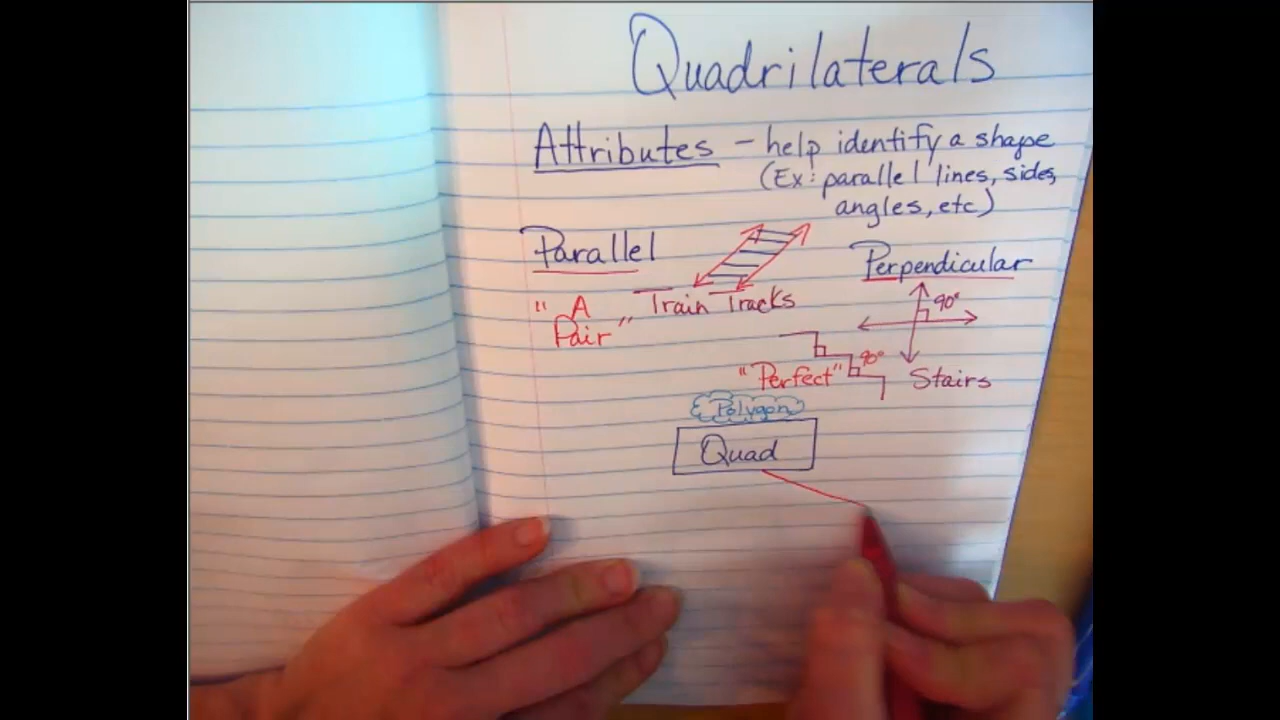 Quadrilaterals
Attributes - help identify a shape
(Ex: parallel lines, sides,
angles, etc)
Parallel
" A
Pair "
Train Tracks
Perpendicular
90°
"Perfect"
90°
Stairs
Polygon
Quad